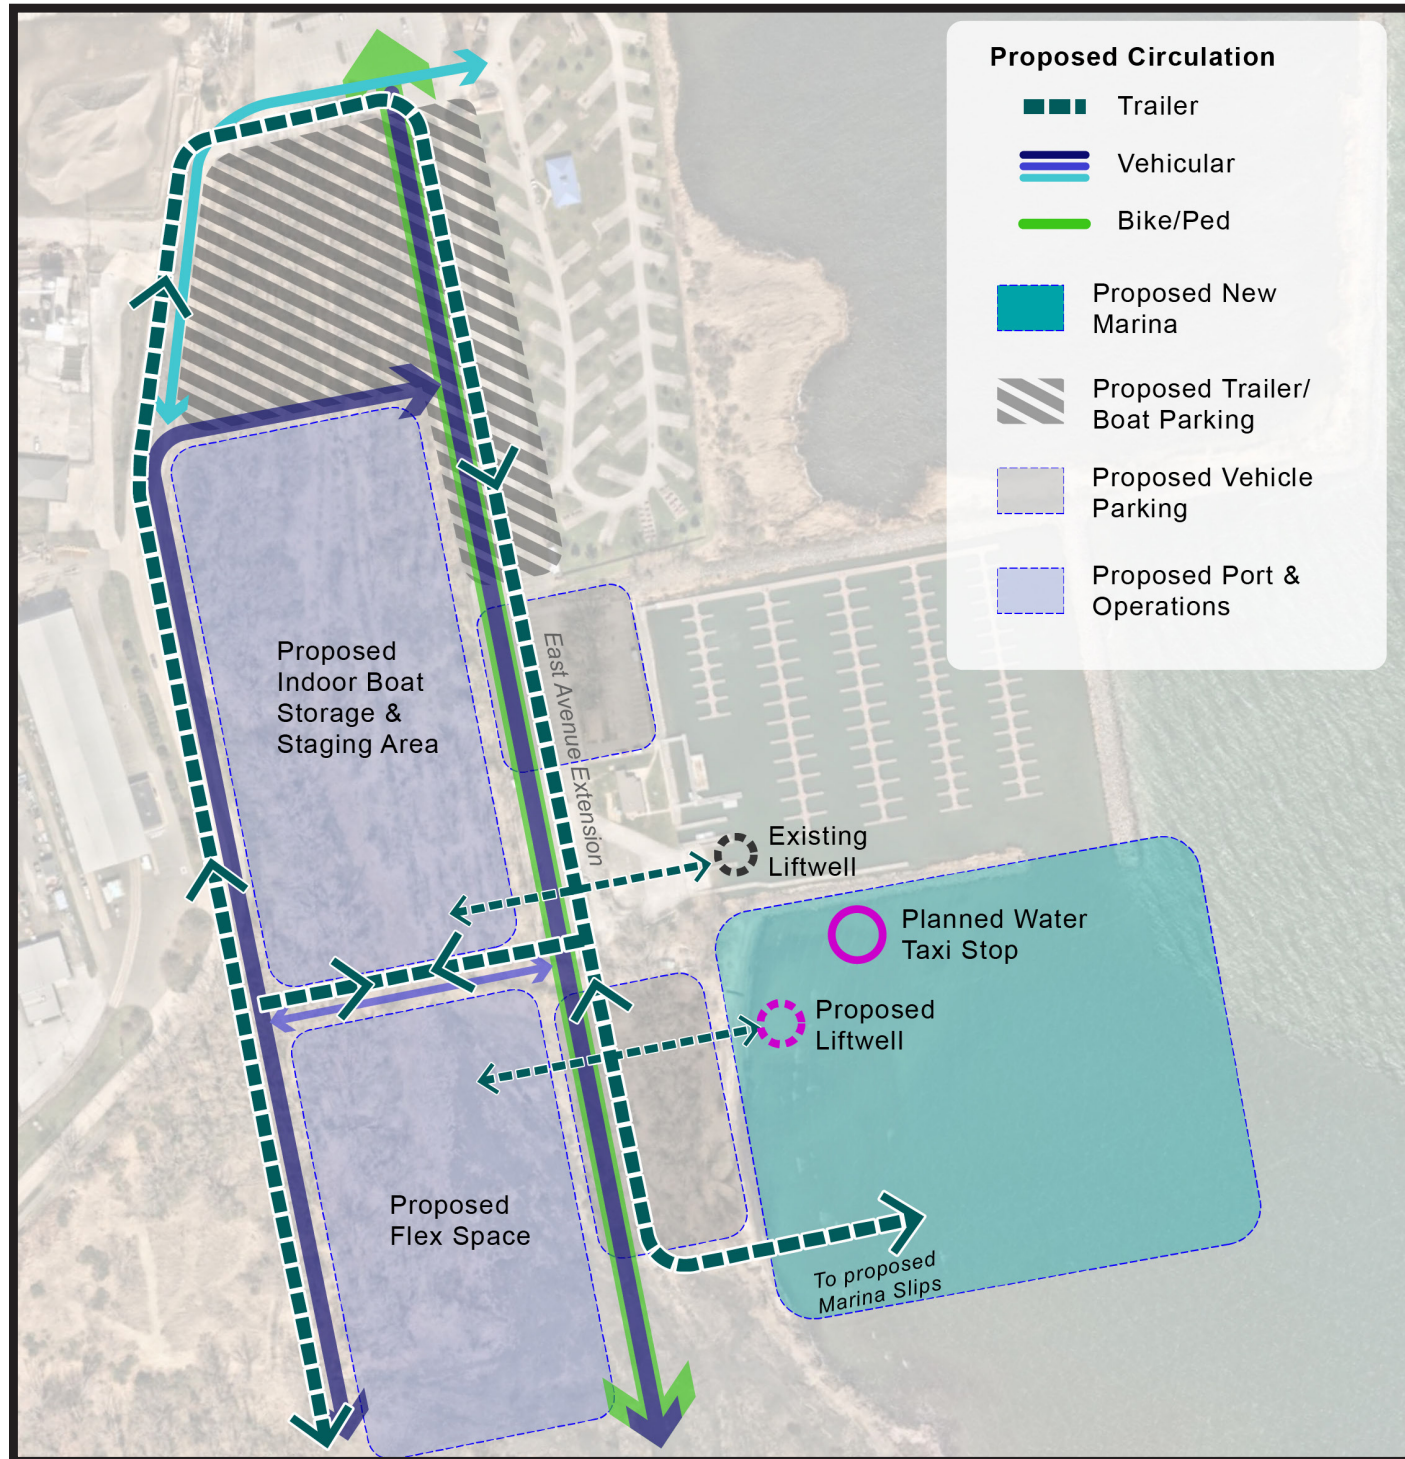 Proposed Circulation
Trailer
Vehicular
Bike/Ped
Proposed New
Marina
Proposed Trailer/
Boat Parking
Proposed Vehicle
Parking
Proposed Port &
Operations
Proposed
Indoor Boat
Storage &
Staging Area
East Avenue Extension
Existing
Liftwell
Planned Water
Taxi Stop
Proposed
Liftwell
Proposed
Flex Space
To proposed
Marina Slips